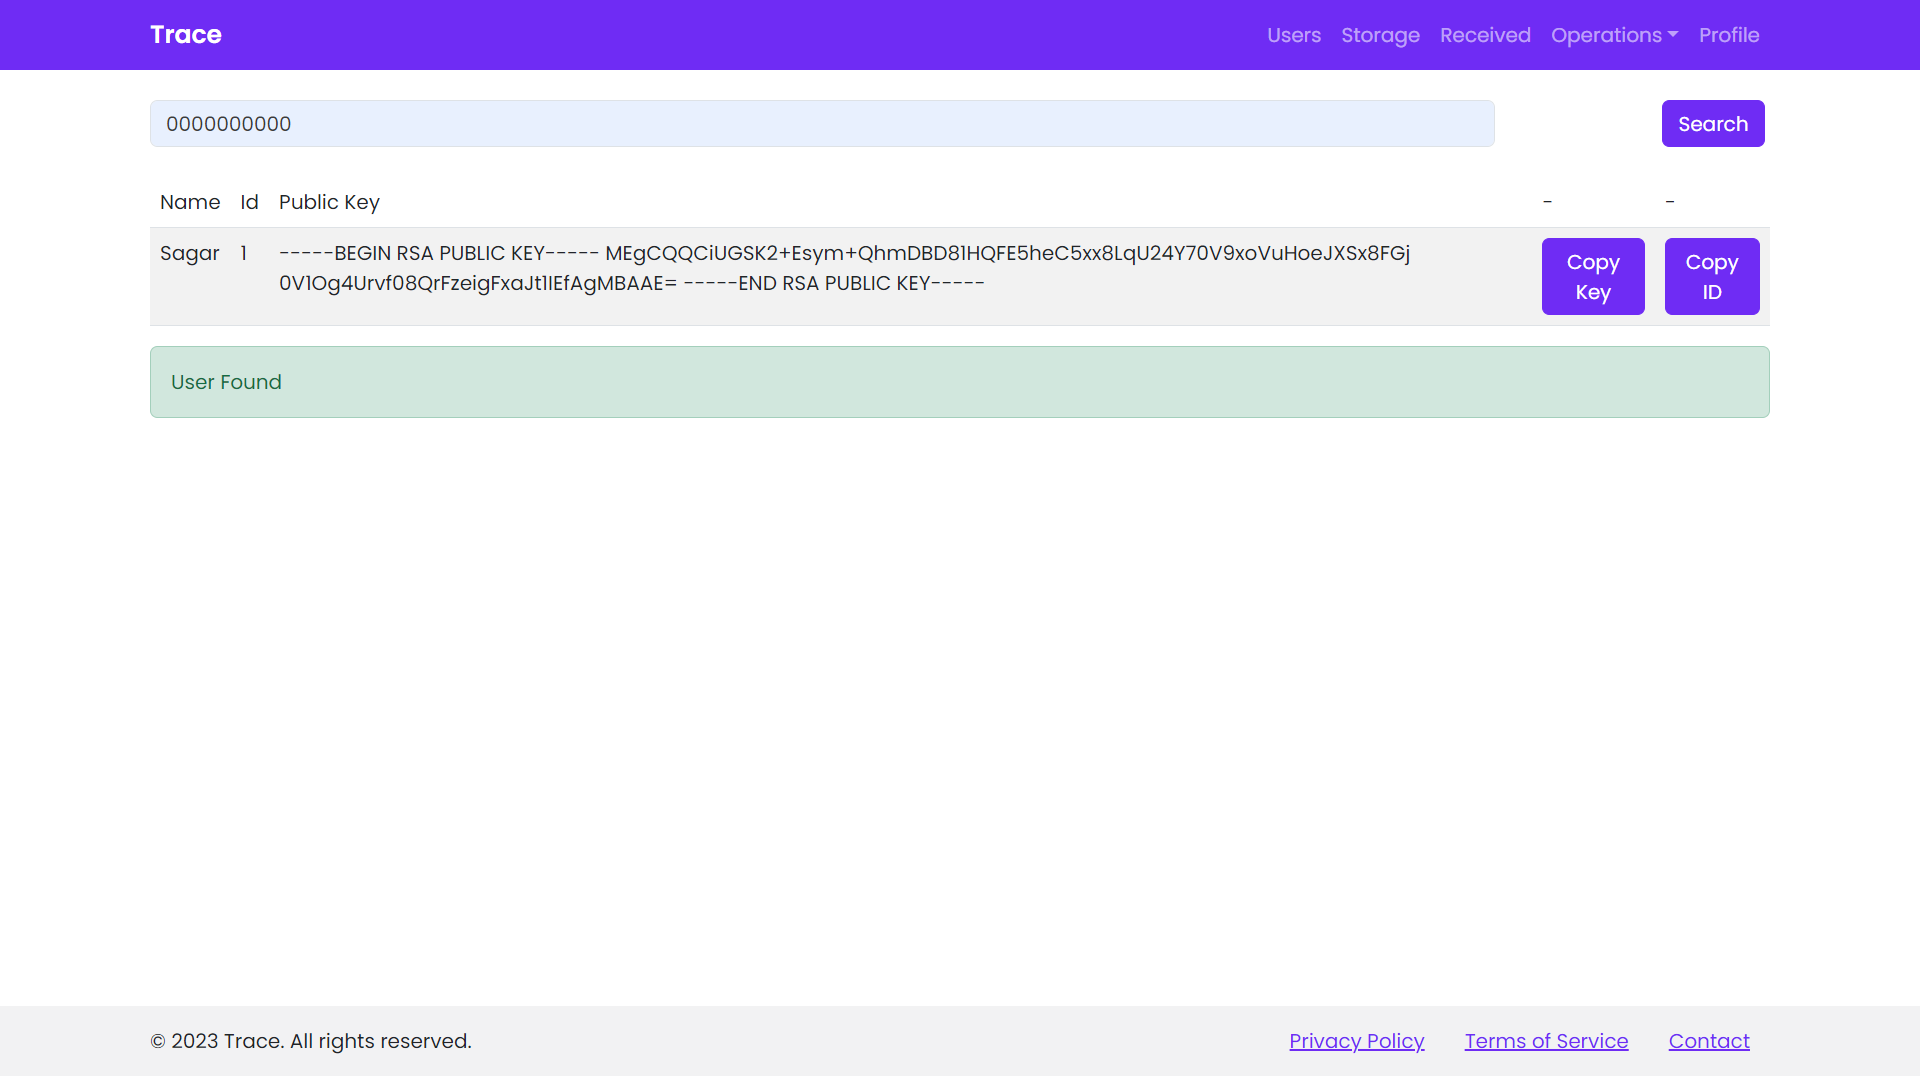 Trace
Users Storage Received Operations Profile
0000000000
Search
Name Id Public Key - -
Sagar 1 -----BEGIN RSA PUBLIC KEY----- MEgCQQCiUGSK2+Esym+QhmDBD81HQFE5heC5xx8LqU24Y70V9xoVuHoeJXSx8FGj
0V1Og4Urvf08QrFzeigFxaJt1IEfAgMBAAE= -----END RSA PUBLIC KEY-----
Copy
Key
Copy
ID
User Found
© 2023 Trace. All rights reserved.
Privacy Policy Terms of Service Contact